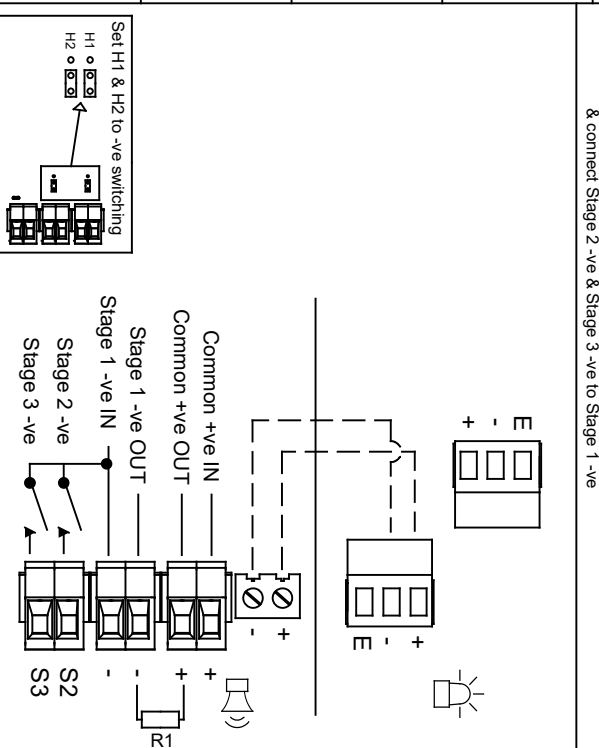 & connect Stage 2 -ve & Stage 3 -ve to Stage 1 -ve
Set H1 & H2 to -ve switching
H1
H2
+ - E
+
-
E
Common +ve IN
Common +ve OUT
Stage 1 -ve OUT
Stage 1 -ve IN
Stage 2 -ve
Stage 3 -ve
+
-
+
+
-
-
S2
S3
R1